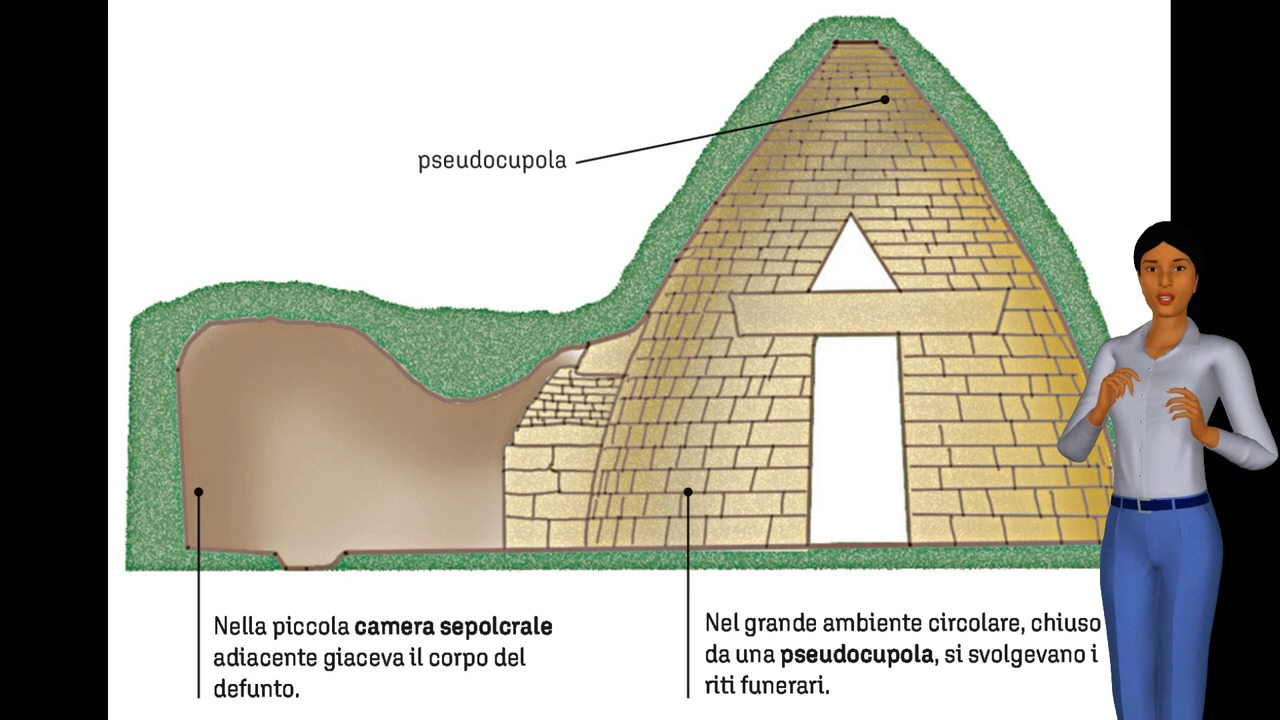 pseudocupola
Nella piccola camera sepolcrale
adiacente giaceva il corpo del
defunto.
Nel grande ambiente circolare, chiuso
da una pseudocupola, si svolgevano i
riti funerari.